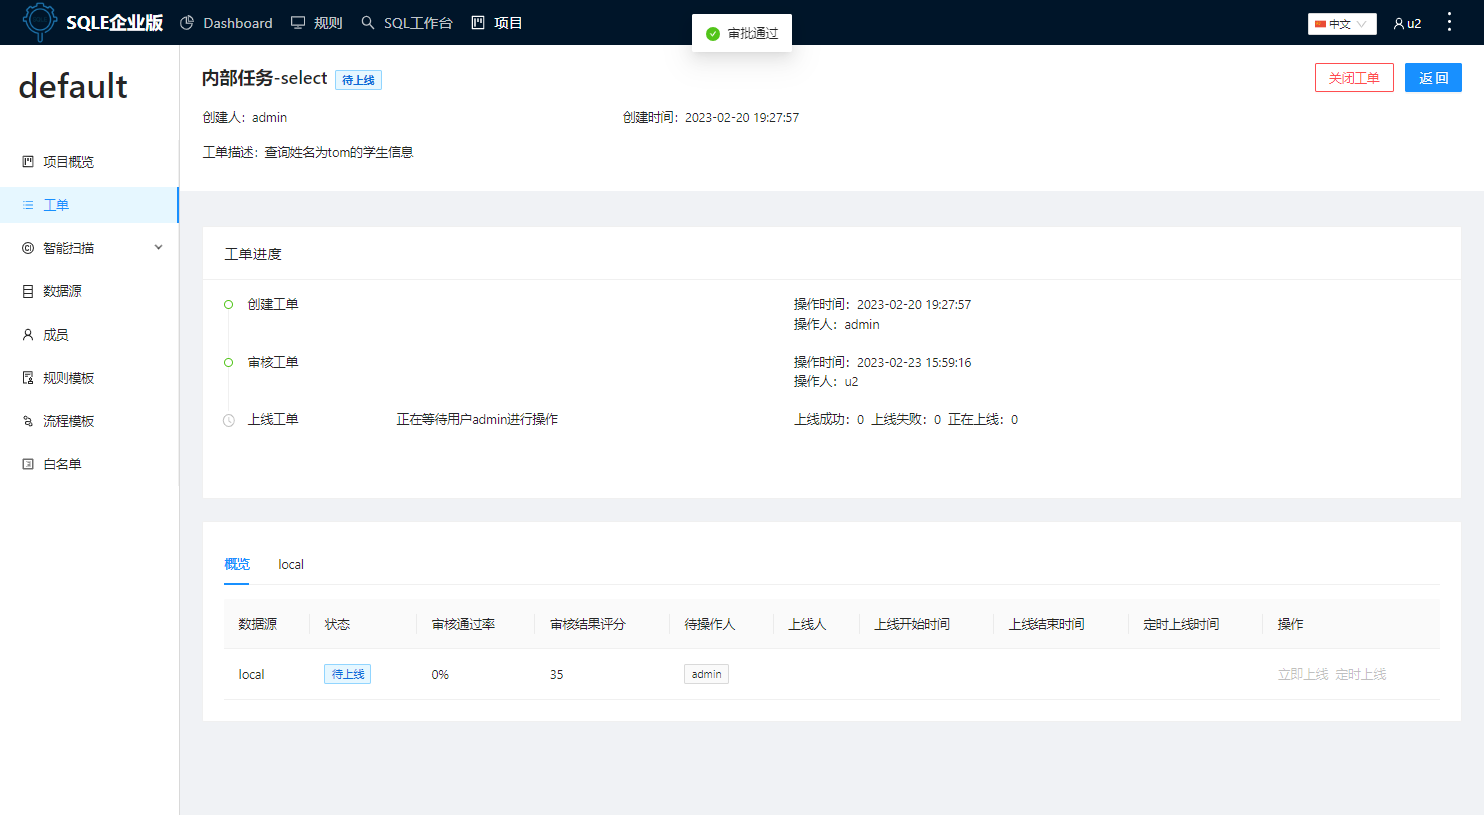 SQLE企业版 Dashboard 规则 SQL工作台 项目 中文 u2
审批通过
default
项目概览
工单
智能扫描
数据源
成员
规则模板
流程模板
白名单
内部任务-select 待上线 关闭工单 返回
创建人：admin 创建时间：2023-02-20 19:27:57
工单描述：查询姓名为tom的学生信息
工单进度
创建工单 操作时间：2023-02-20 19:27:57
操作人：admin
审核工单 操作时间：2023-02-23 15:59:16
操作人：u2
上线工单 正在等待用户admin进行操作 上线成功：0 上线失败：0 正在上线：0
概览 local
数据源 状态 审核通过率 审核结果评分 待操作人 上线人 上线开始时间 上线结束时间 定时上线时间 操作
local 待上线 0% 35 admin 立即上线 定时上线